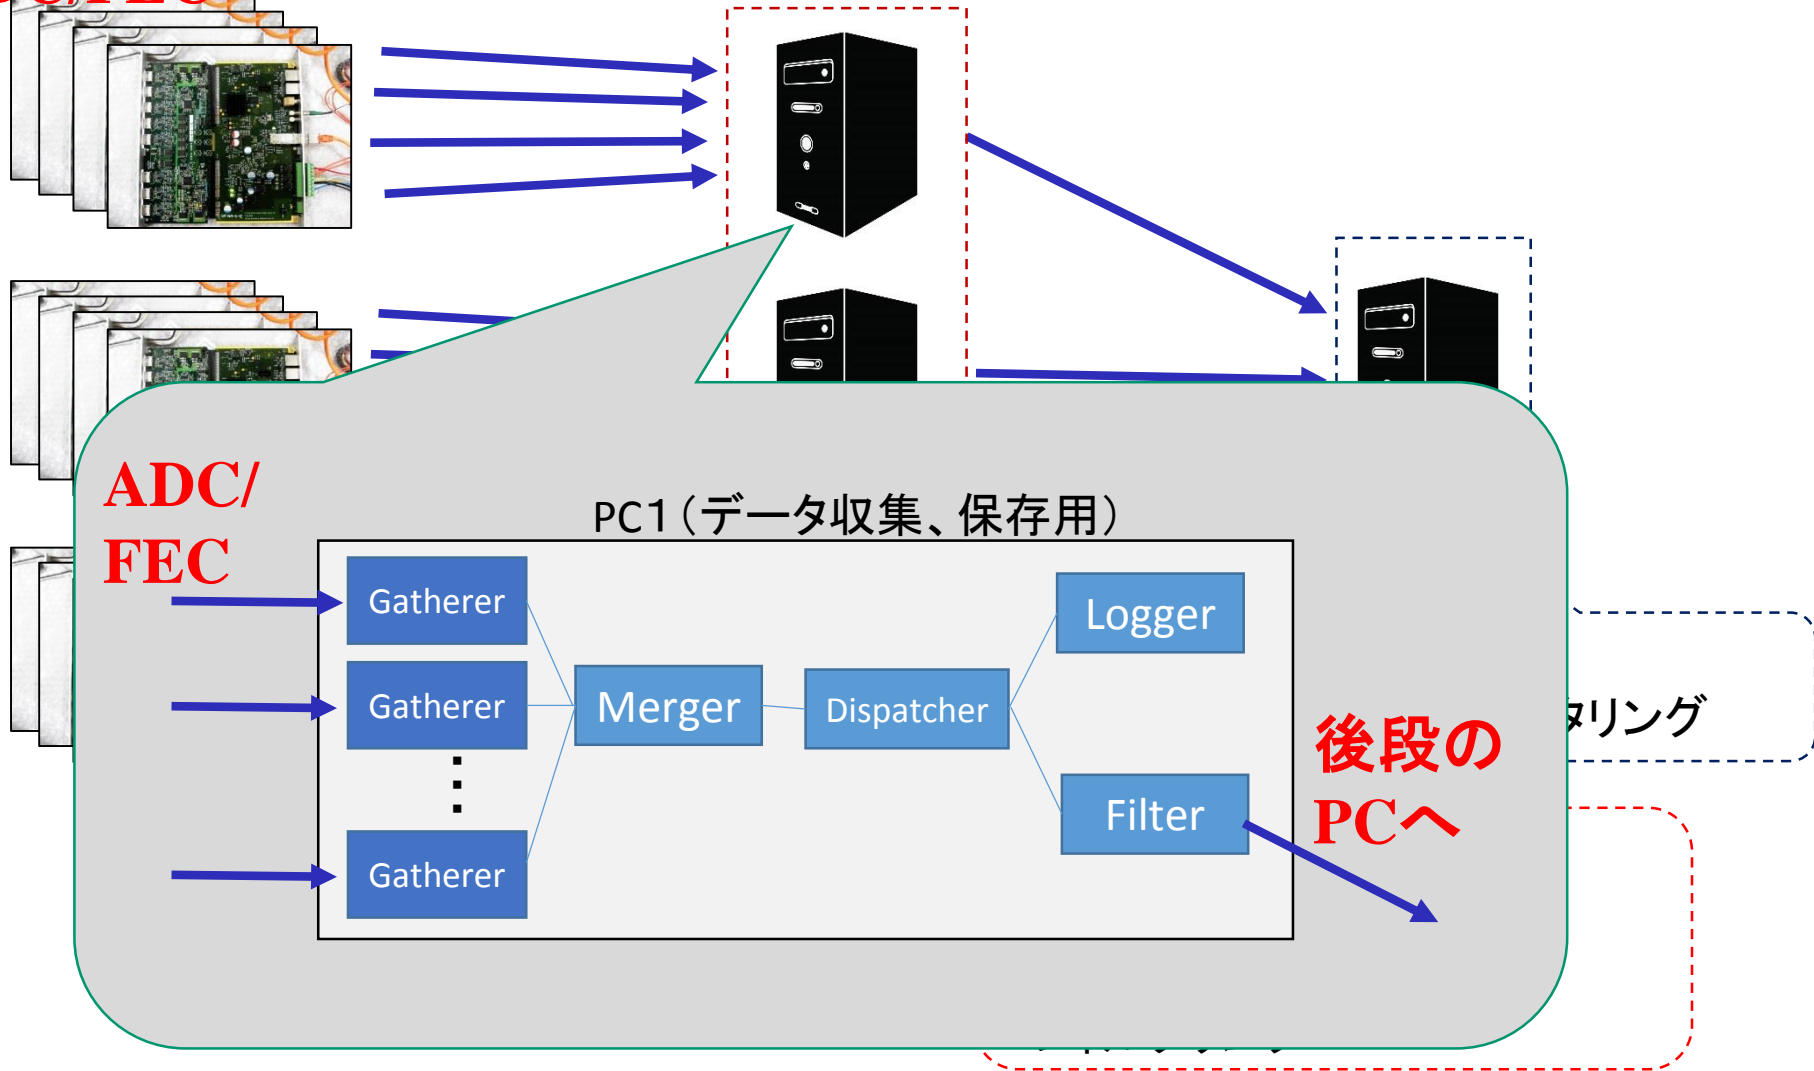 ADC/
FEC
PC1（データ収集、保存用）
Gatherer
Logger
Gatherer
Merger
Dispatcher
タリング
後段の
PCへ
Filter
Gatherer